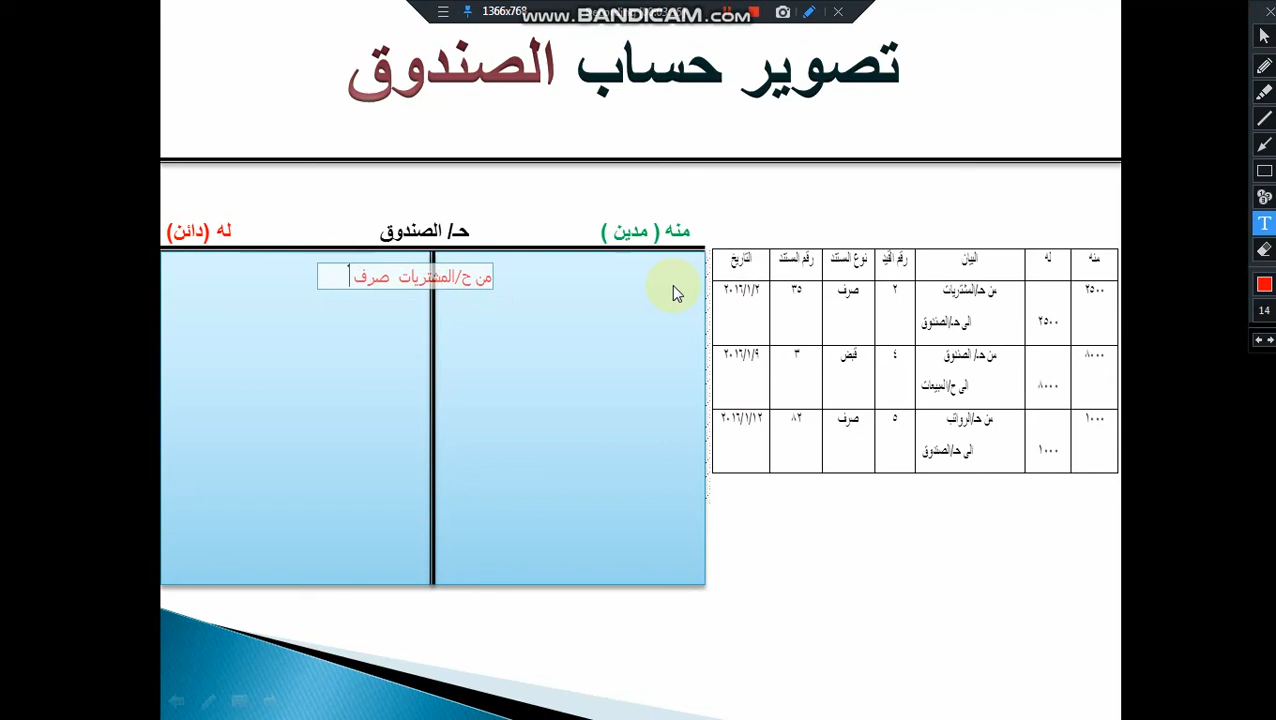 1366x768
www.BANDICAM.com
تصوير حساب الصندوق
منه ( مدين )
حـ/ الصندوق
له (دائن)
من ح/المشتريات صرف
منه
له
البيان
رقم القيد
نوع المستند
رقم المستند
التاريخ
٢٥٠٠
٢٥٠٠
من حـ/المشتريات
الى حـ/الصندوق
٢
صرف
٣٥
٢٠١٦/١/٢
٨٠٠٠
٨٠٠٠
من حـ/ الصندوق
الى ح/المبيعات
٤
قبض
٣
٢٠١٦/١/٩
١٠٠٠
١٠٠٠
من حـ/الرواتب
الى حـ/الصندوق
٥
صرف
٨٢
٢٠١٦/١/١٢
14